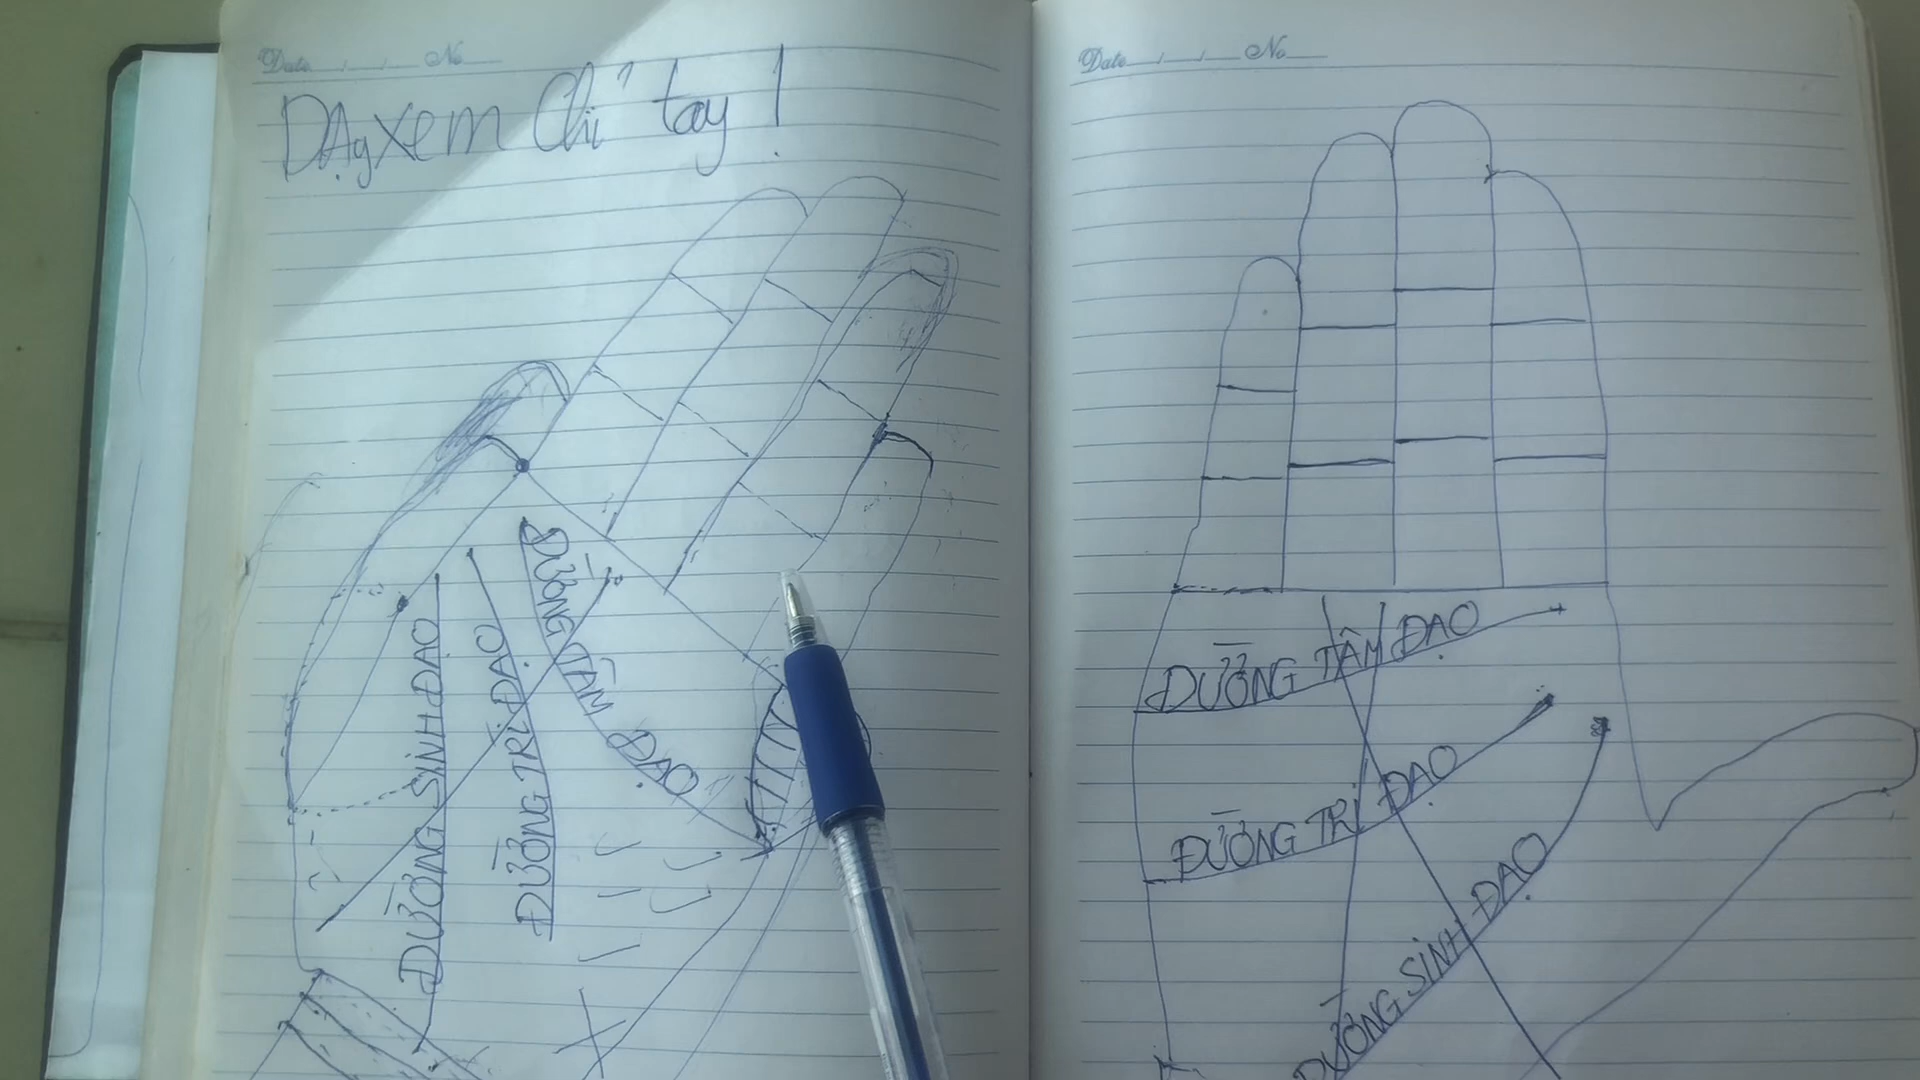 Date / / No
DẠy Xem Chỉ tay !
ĐƯỜNG SINH ĐẠO
ĐƯỜNG TRÍ ĐẠO
ĐƯỜNG TÂM ĐẠO
Date / / No
ĐƯỜNG TÂM ĐẠO
ĐƯỜNG TRÍ ĐẠO
ĐƯỜNG SINH ĐẠO